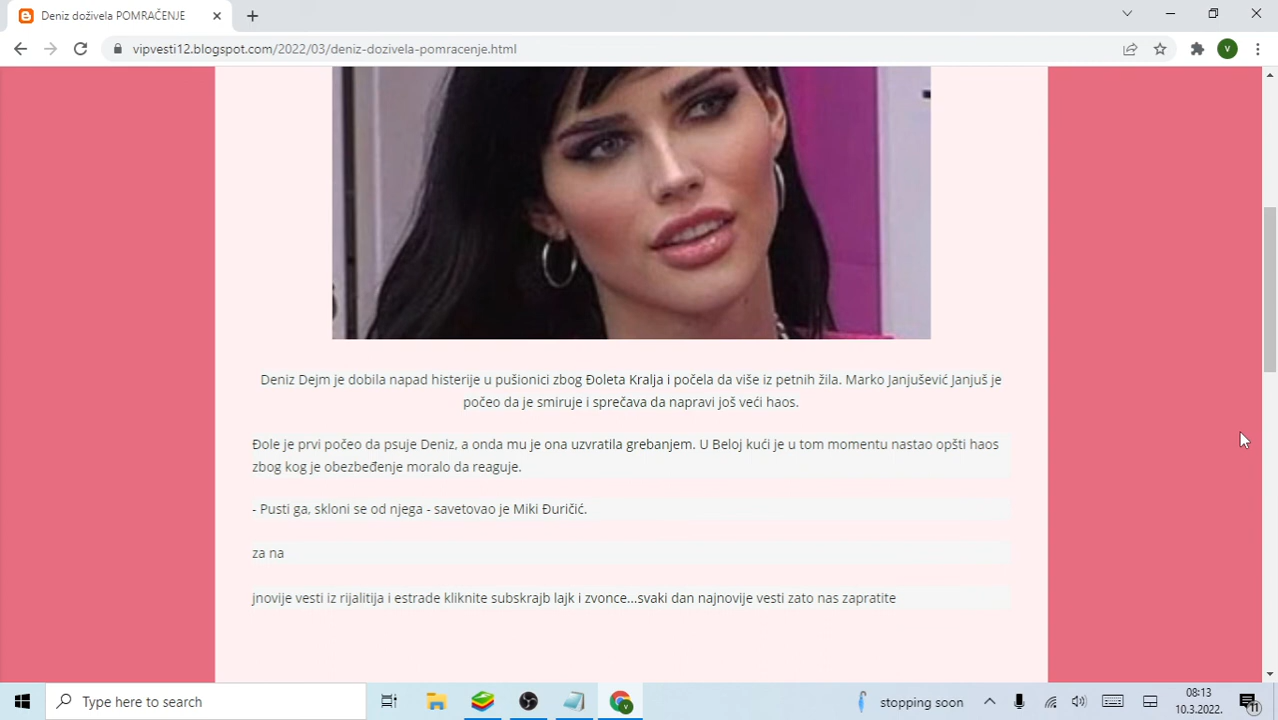 Deniz doživela POMRAČENJE
vipvesti12.blogspot.com/2022/03/deniz-dozivela-pomracenje.html
V
Deniz Dejm je dobila napad histerije u pušionici zbog Đoleta Kralja i počela da više iz petnih žila. Marko Janjušević Janjuš je
počeo da je smiruje i sprečava da napravi još veći haos.
Đole je prvi počeo da psuje Deniz, a onda mu je ona uzvratila grebanjem. U Beloj kući je u tom momentu nastao opšti haos
zbog kog je obezbeđenje moralo da reaguje.
- Pusti ga, skloni se od njega - savetovao je Miki Đuričić.
za na
jnovije vesti iz rijalitija i estrade kliknite subskrajb lajk i zvonce...svaki dan najnovije vesti zato nas zapratite
Type here to search
V
stopping soon
08:13
10.3.2022.
11